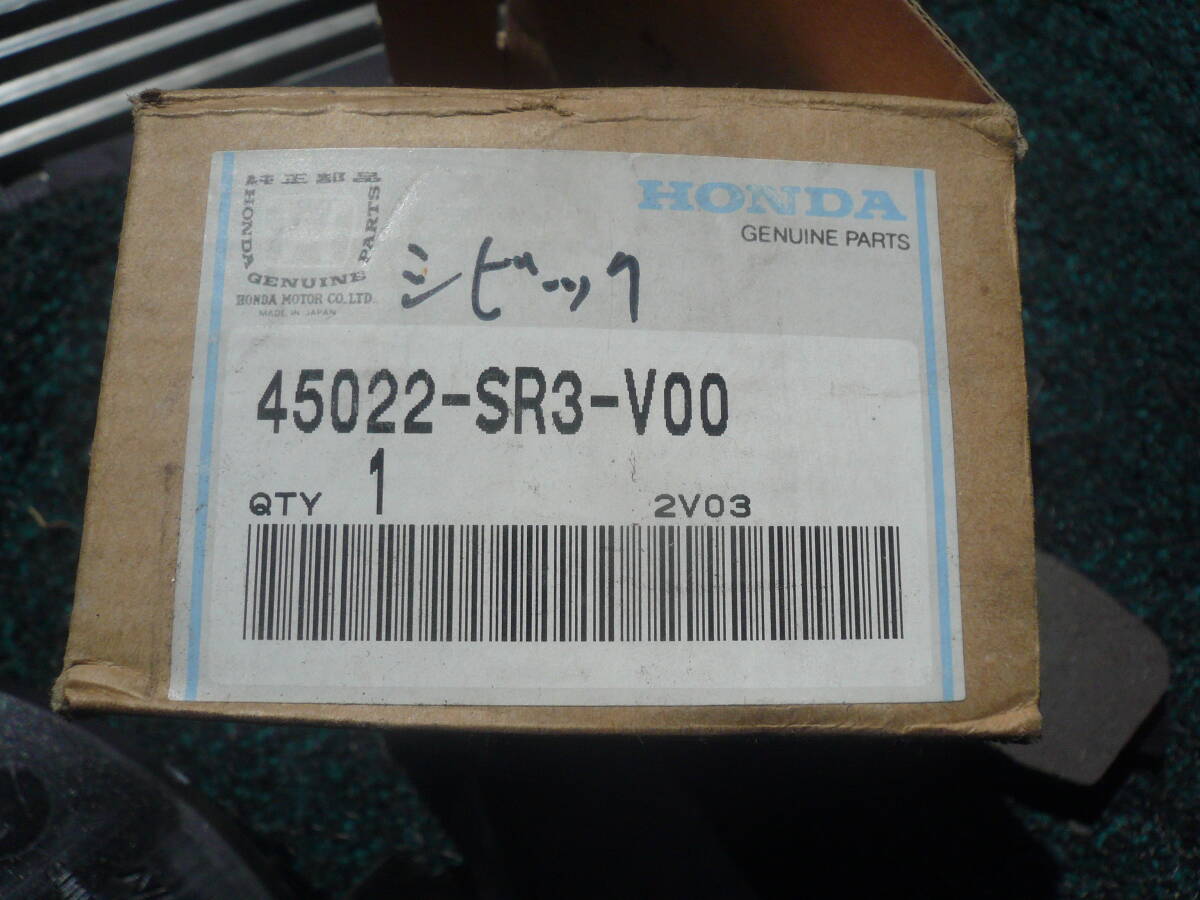 純正部品
HONDA
PARTS
GENUINE
HONDA MOTOR CO.,LTD.
MADE IN JAPAN
HONDA
GENUINE PARTS
シビック
45022-SR3-V00
QTY 1
2V03